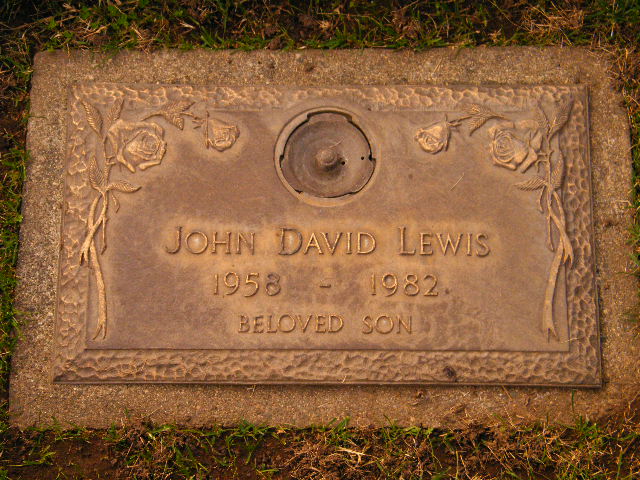 JOHN DAVID LEWIS
1958 - 1982
BELOVED SON